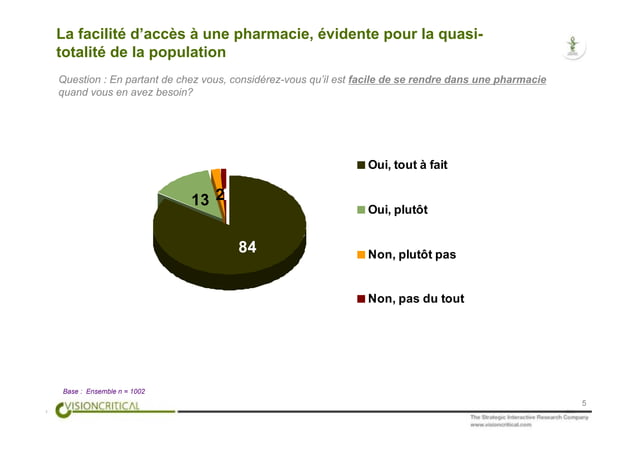 La facilité d’accès à une pharmacie, évidente pour la quasi-
totalité de la population
Question : En partant de chez vous, considérez-vous qu’il est facile de se rendre dans une pharmacie
quand vous en avez besoin?
Oui, tout à fait
13 2
Oui, plutôt
84
Non, plutôt pas
Non, pas du tout
Base : Ensemble n = 1002
VISIONCRITICAL
5
The Strategic Interactive Research Company
www.visioncritical.com